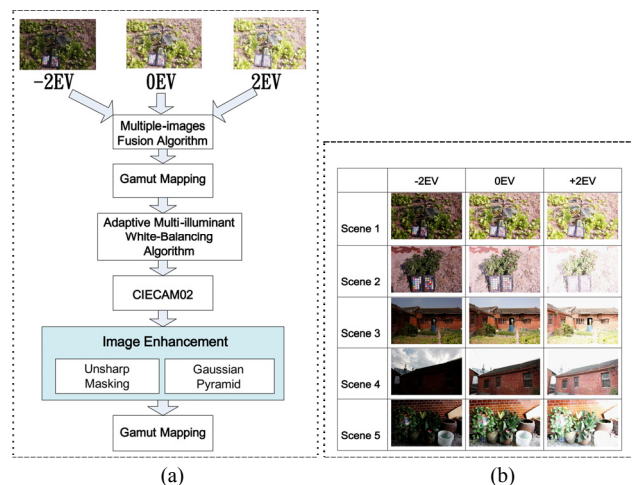 -2EV 0EV 2EV
Multiple-images
Fusion Algorithm
Gamut Mapping
Adaptive Multi-illuminant
White-Balancing
Algorithm
CIECAM02
Image Enhancement
Unsharp
Masking
Gaussian
Pyramid
Gamut Mapping
(a)
-2EV 0EV +2EV
Scene 1
Scene 2
Scene 3
Scene 4
Scene 5
(b)